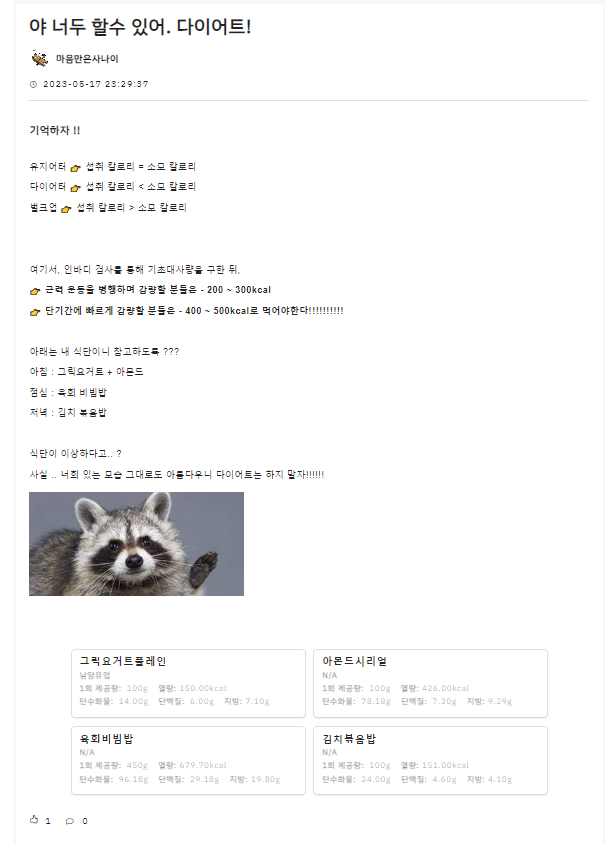 야 너두 할수 있어. 다이어트!
마음만은사나이
2023-05-17 23:29:37
기억하자 !!
유지어터 👉 섭취 칼로리 = 소모 칼로리
다이어터 👉 섭취 칼로리 < 소모 칼로리
벌크업 👉 섭취 칼로리 > 소모 칼로리
여기서, 인바디 검사를 통해 기초대사량을 구한 뒤,
👉 근력 운동을 병행하며 감량할 분들은 - 200 ~ 300kcal
👉 단기간에 빠르게 감량할 분들은 - 400 ~ 500kcal로 먹어야한다!!!!!!!!!!
아래는 내 식단이니 참고하도록 ???
아침 : 그릭요거트 + 아몬드
점심 : 육회 비빔밥
저녁 : 김치 볶음밥
식단이 이상하다고.. ?
사실 .. 너희 있는 모습 그대로도 아름다우니 다이어트는 하지 말자!!!!!!
그릭요거트플레인
남양유업
1회 제공량: 100g 열량: 150.00kcal
탄수화물: 14.00g 단백질: 6.00g 지방: 7.10g
아몬드시리얼
N/A
1회 제공량: 100g 열량: 426.00kcal
탄수화물: 78.18g 단백질: 7.30g 지방: 9.29g
육회비빔밥
N/A
1회 제공량: 450g 열량: 679.70kcal
탄수화물: 96.18g 단백질: 29.18g 지방: 19.80g
김치볶음밥
N/A
1회 제공량: 100g 열량: 151.00kcal
탄수화물: 24.00g 단백질: 4.60g 지방: 4.10g
1 0